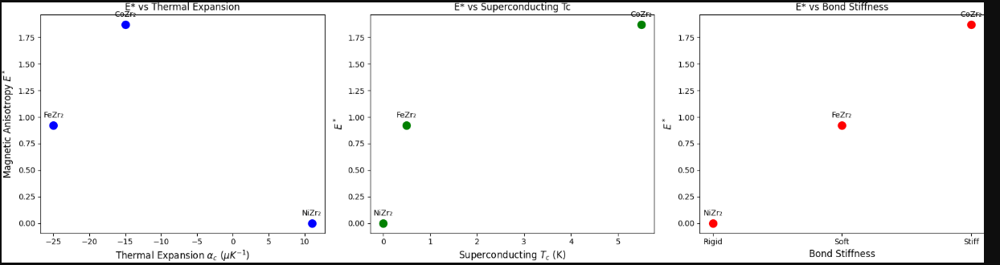 E* vs Thermal Expansion
CoZr₂
1.75
1.50
1.25
1.00
0.75
0.50
0.25
0.00
Magnetic Anisotropy E*
FeZr₂
NiZr₂
−25 −20 −15 −10 −5 0 5 10
Thermal Expansion αc (μK⁻¹)
E* vs Superconducting Tc
CoZr₂
1.75
1.50
1.25
1.00
0.75
0.50
0.25
0.00
E*
FeZr₂
NiZr₂
0 1 2 3 4 5
Superconducting Tc (K)
E* vs Bond Stiffness
CoZr₂
1.75
1.50
1.25
1.00
0.75
0.50
0.25
0.00
E*
FeZr₂
NiZr₂
Rigid Soft Stiff
Bond Stiffness